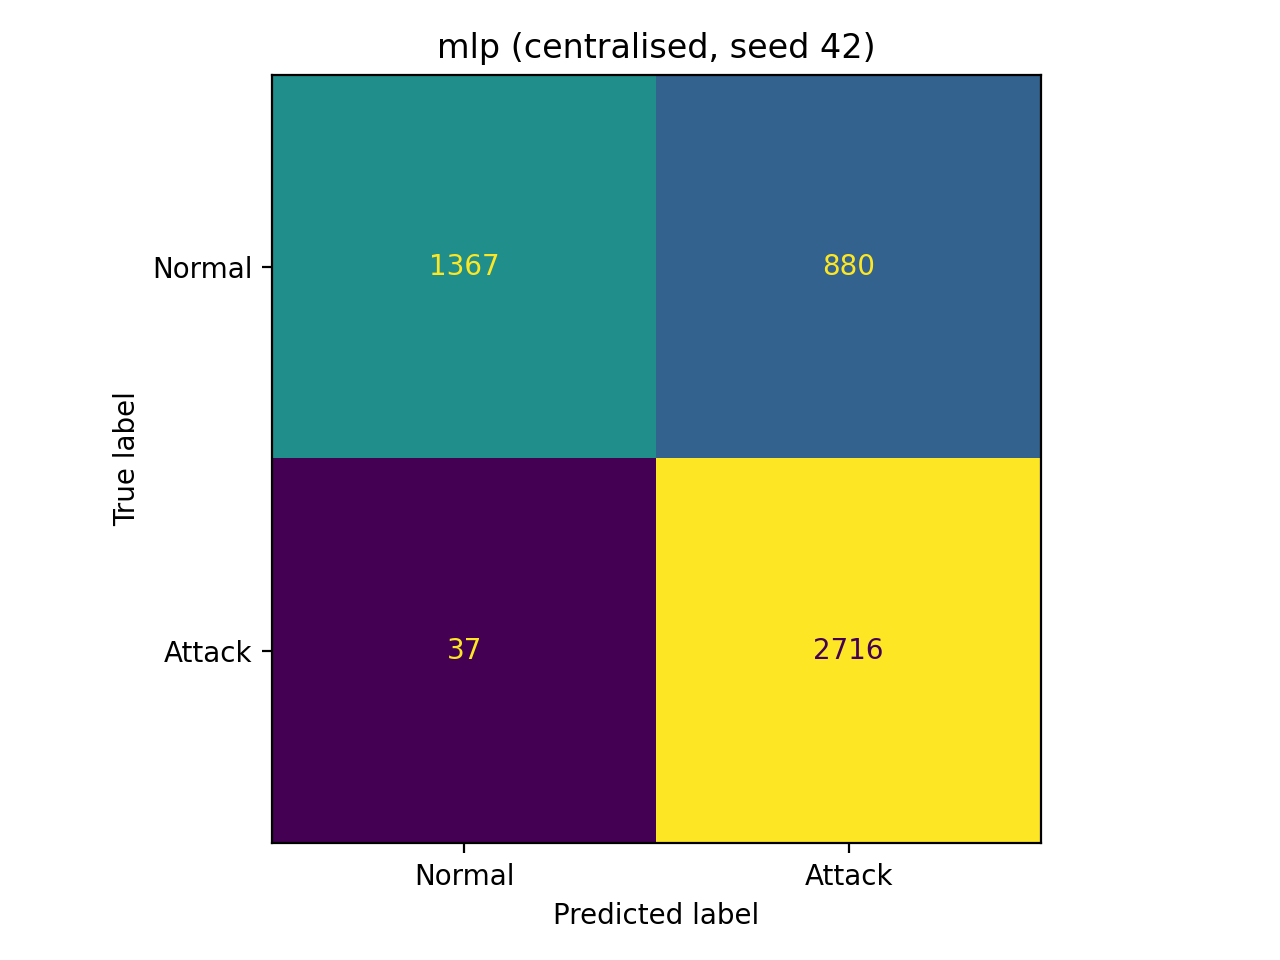 mlp (centralised, seed 42)
Normal
1367
880
True label
Attack
37
2716
Normal
Attack
Predicted label